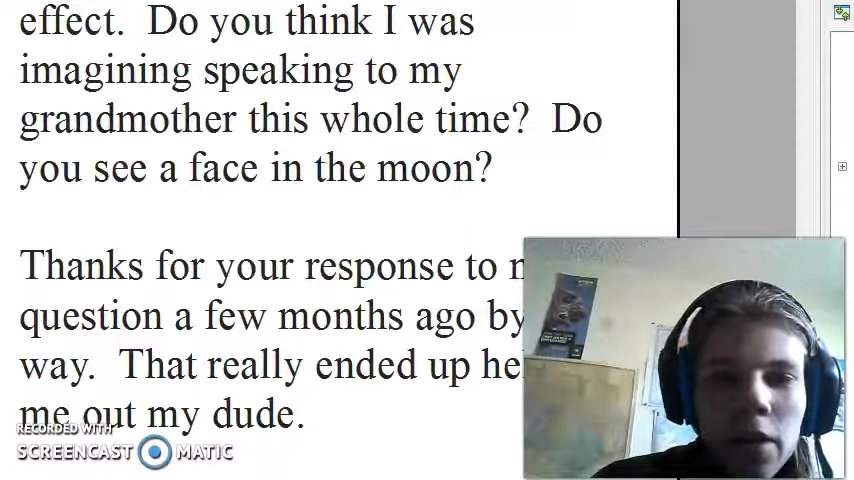 effect.  Do you think I was
imagining speaking to my
grandmother this whole time?  Do
you see a face in the moon?
Thanks for your response to
question a few months ago by
way.  That really ended up
me out my dude.
RECORDED WITH
SCREENCAST MATIC